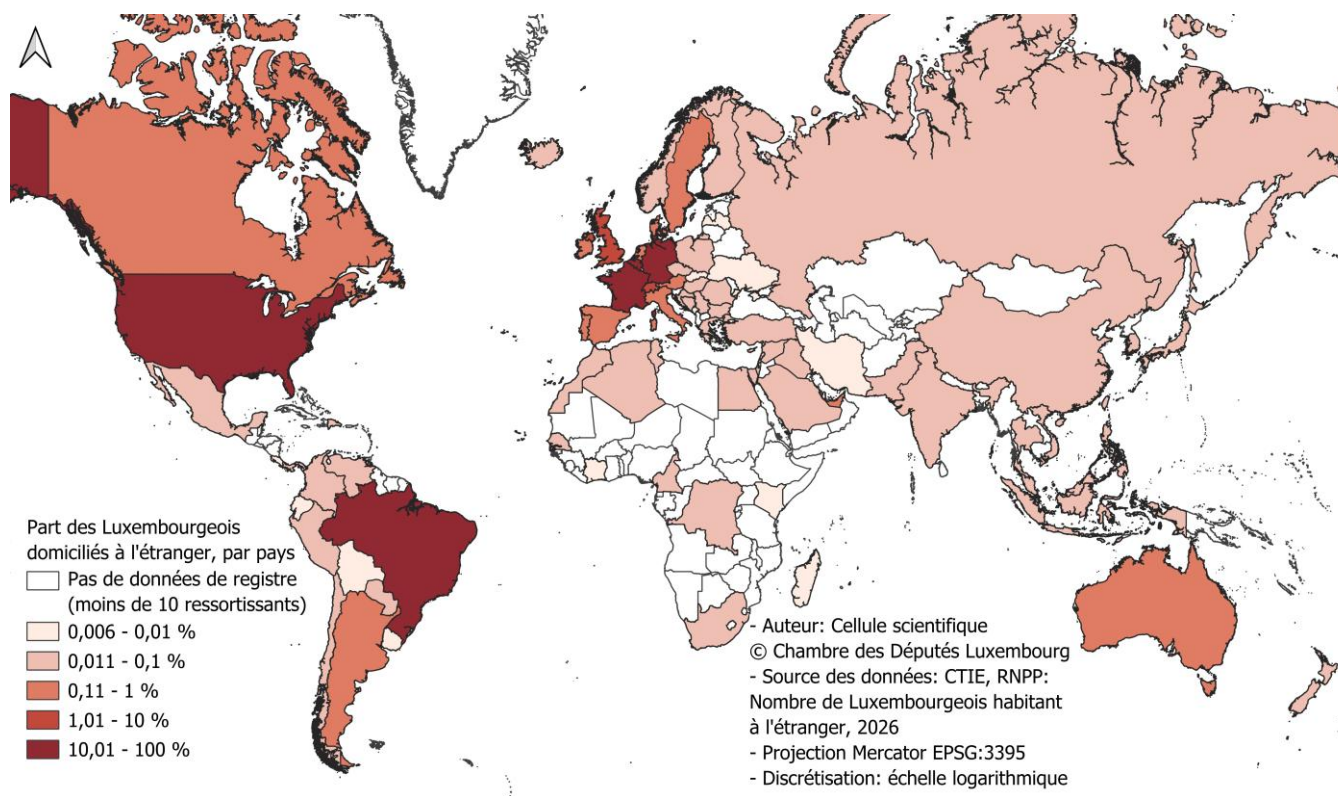 Part des Luxembourgeois
domiciliés à l'étranger, par pays
Pas de données de registre
(moins de 10 ressortissants)
0,006 - 0,01 %
0,011 - 0,1 %
0,11 - 1 %
1,01 - 10 %
10,01 - 100 %
- Auteur: Cellule scientifique
© Chambre des Députés Luxembourg
- Source des données: CTIE, RNPP:
Nombre de Luxembourgeois habitant
à l'étranger, 2026
- Projection Mercator EPSG:3395
- Discrétisation: échelle logarithmique